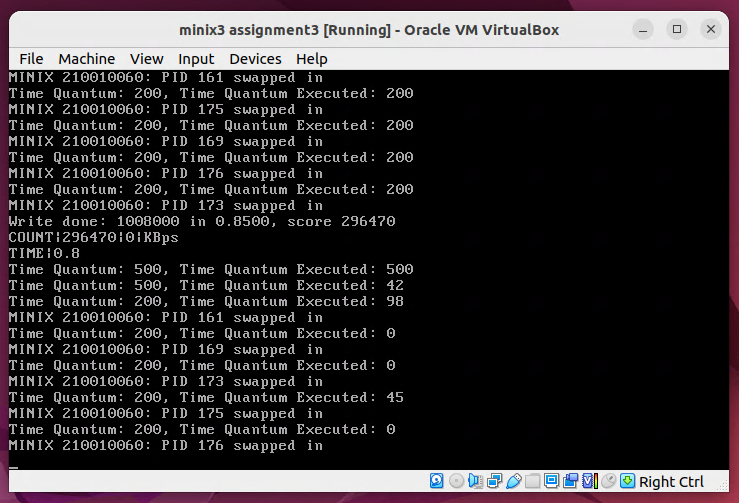 minix3 assignment3 [Running] - Oracle VM VirtualBox
File Machine View Input Devices Help
MINIX 210010060: PID 161 swapped in
Time Quantum: 200, Time Quantum Executed: 200
MINIX 210010060: PID 175 swapped in
Time Quantum: 200, Time Quantum Executed: 200
MINIX 210010060: PID 169 swapped in
Time Quantum: 200, Time Quantum Executed: 200
MINIX 210010060: PID 176 swapped in
Time Quantum: 200, Time Quantum Executed: 200
MINIX 210010060: PID 173 swapped in
Write done: 1008000 in 0.8500, score 296470
COUNT|296470|0|KBps
TIME|0.8
Time Quantum: 500, Time Quantum Executed: 500
Time Quantum: 500, Time Quantum Executed: 42
Time Quantum: 200, Time Quantum Executed: 98
MINIX 210010060: PID 161 swapped in
Time Quantum: 200, Time Quantum Executed: 0
MINIX 210010060: PID 169 swapped in
Time Quantum: 200, Time Quantum Executed: 0
MINIX 210010060: PID 173 swapped in
Time Quantum: 200, Time Quantum Executed: 45
MINIX 210010060: PID 175 swapped in
Time Quantum: 200, Time Quantum Executed: 0
MINIX 210010060: PID 176 swapped in
Right Ctrl